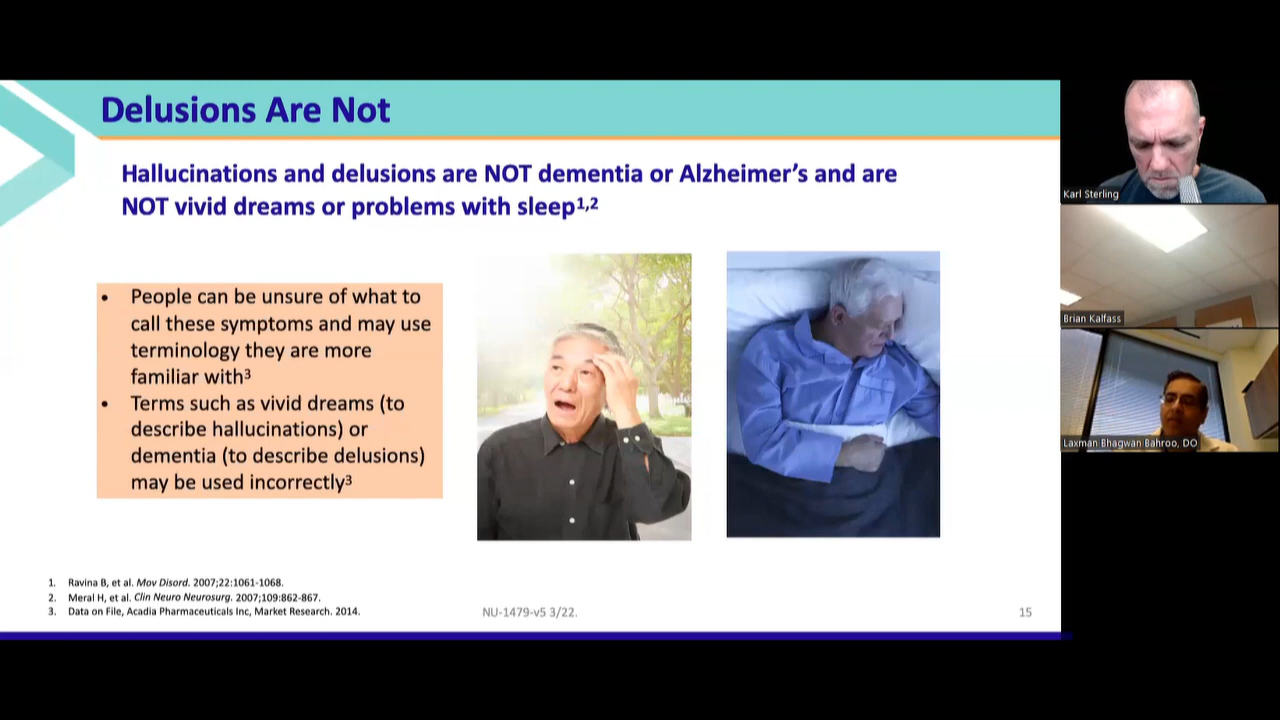 Delusions Are Not
Hallucinations and delusions are NOT dementia or Alzheimer’s and are
NOT vivid dreams or problems with sleep¹,²
• People can be unsure of what to
call these symptoms and may use
terminology they are more
familiar with³
• Terms such as vivid dreams (to
describe hallucinations) or
dementia (to describe delusions)
may be used incorrectly³
1. Ravina B, et al. Mov Disord. 2007;22:1061-1068.
2. Meral H, et al. Clin Neuro Neurosurg. 2007;109:862-867.
3. Data on File, Acadia Pharmaceuticals Inc, Market Research. 2014.
NU-1479-v5 3/22.
15
Karl Sterling
Brian Kalfass
Laxman Bhagwan Bahroo, DO